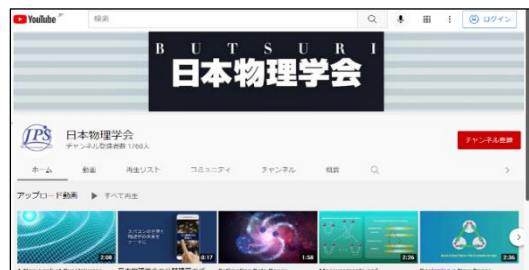 YouTube JP
検索
ログイン
BUTSURI
日本物理学会
JPS
日本物理学会
チャンネル登録者数 1760人
チャンネル登録
ホーム 動画 再生リスト コミュニティ チャンネル 概要
アップロード動画 ▶ すべて再生
2:08
0:17
1:58
2:26
2:36